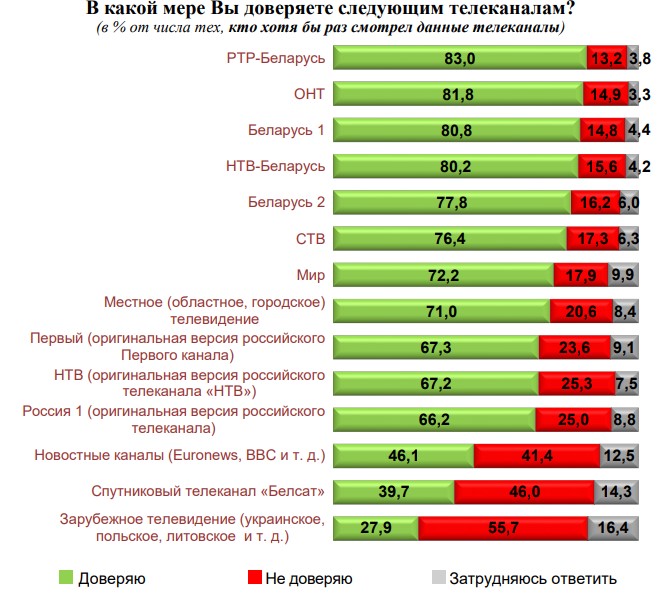 В какой мере Вы доверяете следующим телеканалам?
(в % от числа тех, кто хотя бы раз смотрел данные телеканалы)
РТР-Беларусь 83,0 13,2 3,8
ОНТ 81,8 14,9 3,3
Беларусь 1 80,8 14,8 4,4
НТВ-Беларусь 80,2 15,6 4,2
Беларусь 2 77,8 16,2 6,0
СТВ 76,4 17,3 6,3
Мир 72,2 17,9 9,9
Местное (областное, городское)
телевидение 71,0 20,6 8,4
Первый (оригинальная версия российского
Первого канала) 67,3 23,6 9,1
НТВ (оригинальная версия российского
телеканала «НТВ») 67,2 25,3 7,5
Россия 1 (оригинальная версия российского
телеканала) 66,2 25,0 8,8
Новостные каналы (Euronews, BBC и т. д.) 46,1 41,4 12,5
Спутниковый телеканал «Белсат» 39,7 46,0 14,3
Зарубежное телевидение (украинское,
польское, литовское и т. д.) 27,9 55,7 16,4
Доверяю Не доверяю Затрудняюсь ответить